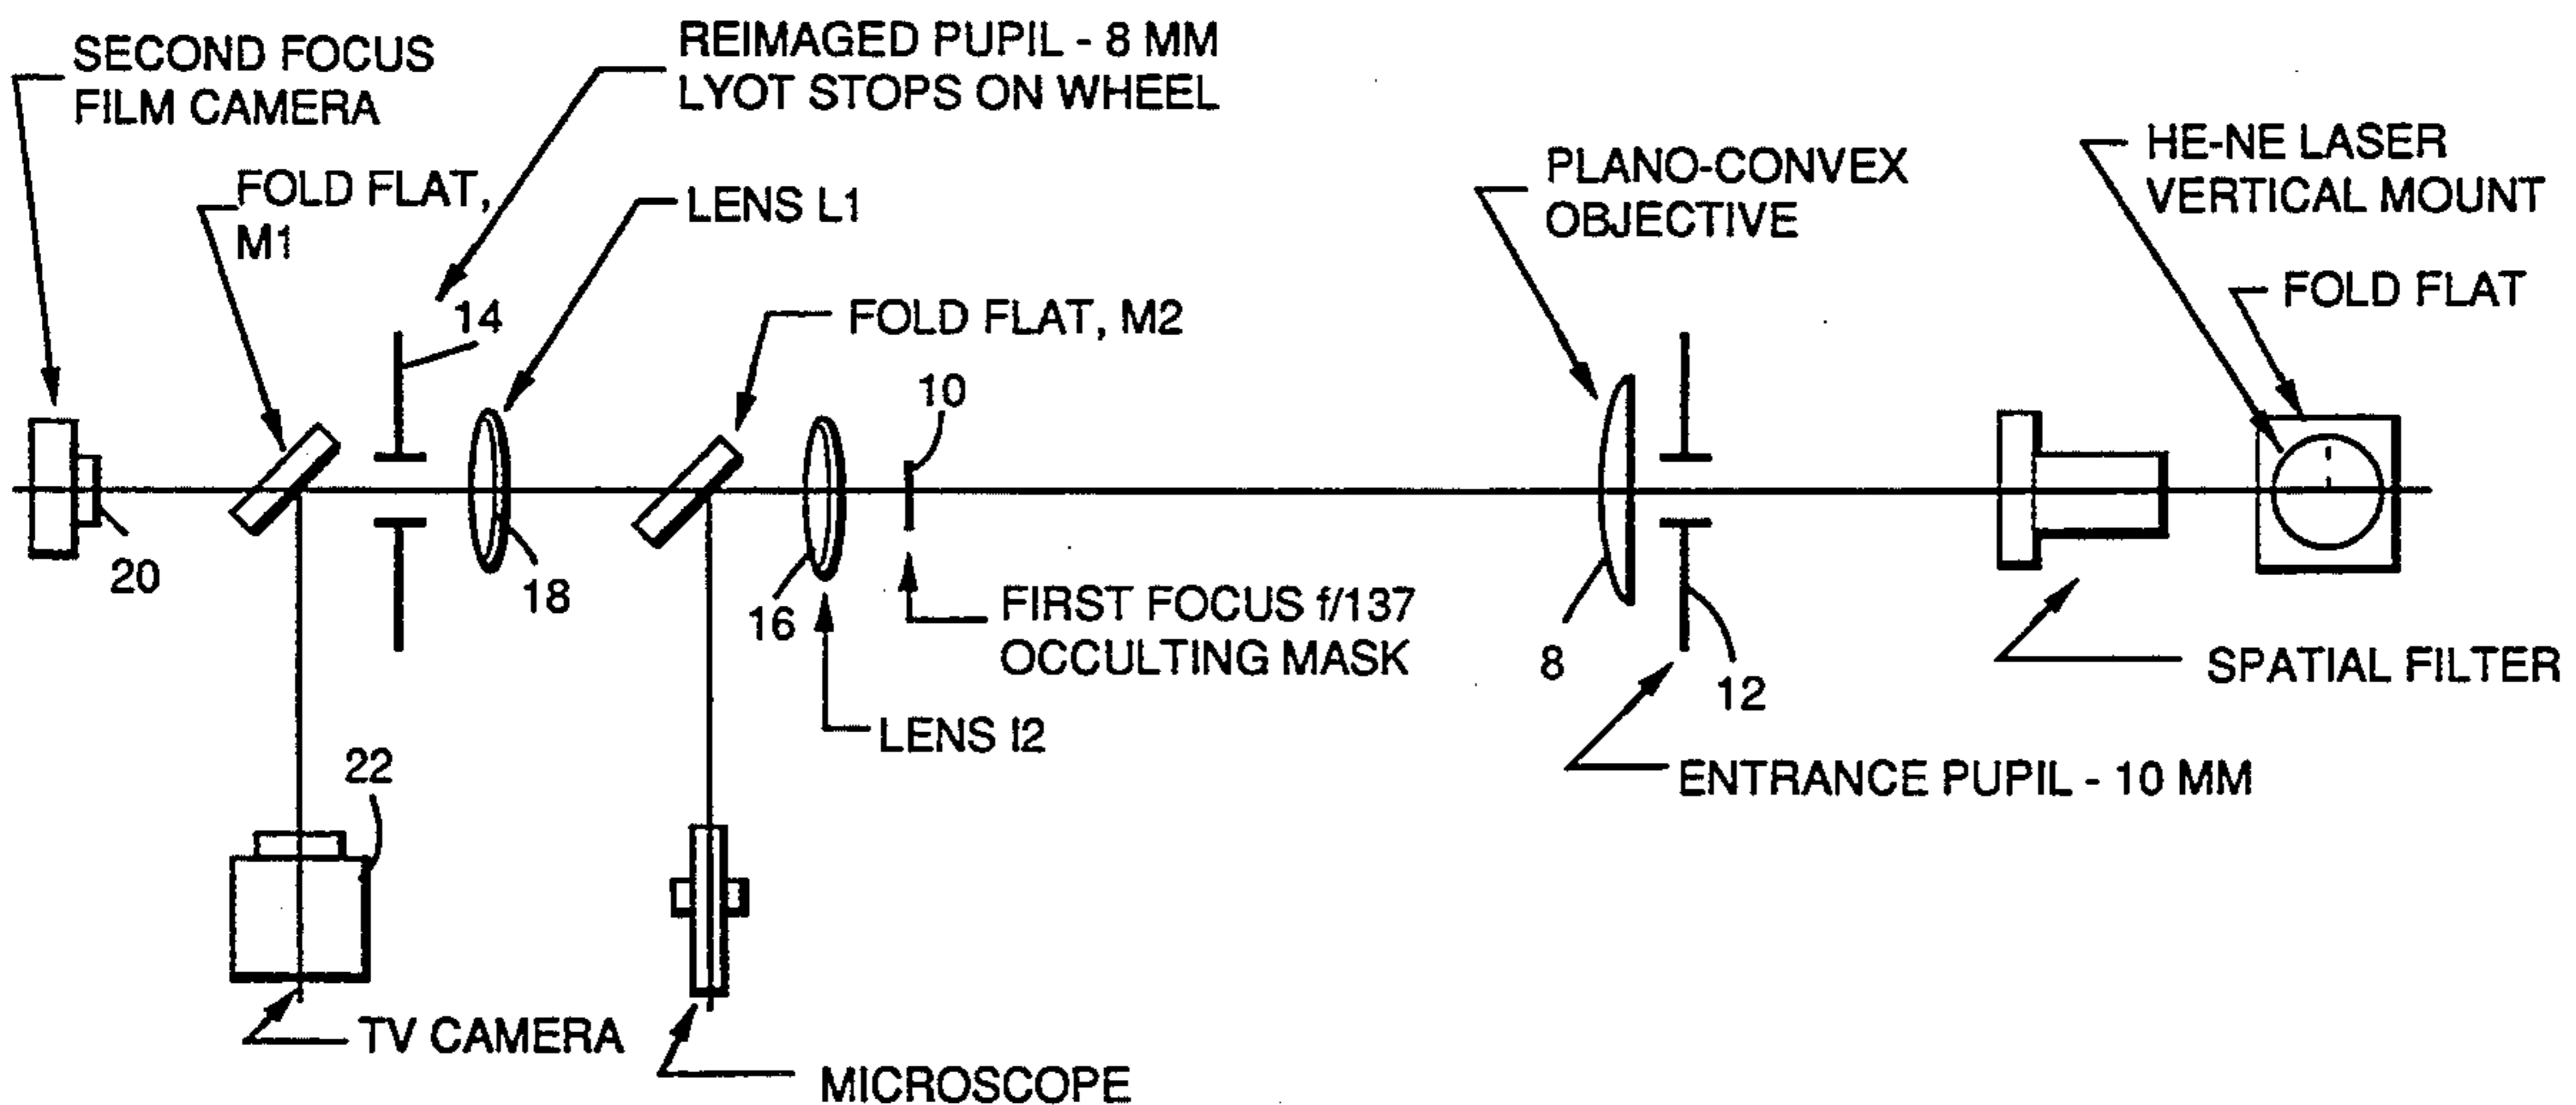 SECOND FOCUS
FILM CAMERA
REIMAGED PUPIL - 8 MM
LYOT STOPS ON WHEEL
FOLD FLAT,
M1
LENS L1
14
FOLD FLAT, M2
10
PLANO-CONVEX
OBJECTIVE
HE-NE LASER
VERTICAL MOUNT
FOLD FLAT
20
18
16
FIRST FOCUS f/137
OCCULTING MASK
LENS l2
8
12
SPATIAL FILTER
ENTRANCE PUPIL - 10 MM
22
TV CAMERA
MICROSCOPE